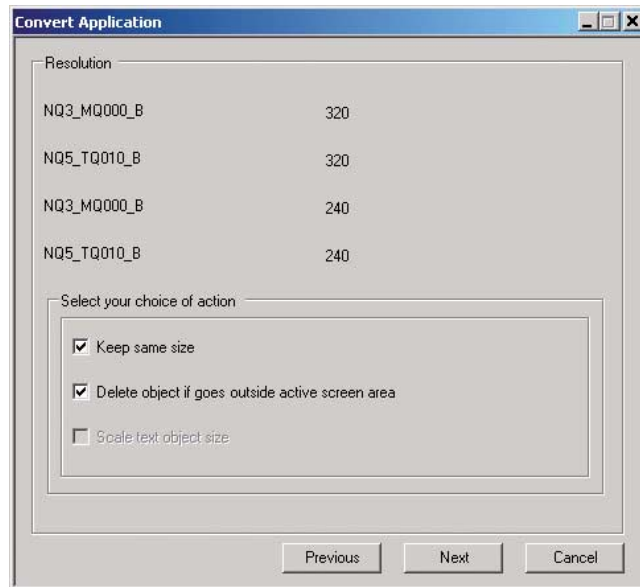 Convert Application
Resolution
NQ3_MQ000_B 320
NQ5_TQ010_B 320
NQ3_MQ000_B 240
NQ5_TQ010_B 240
Select your choice of action
Keep same size
Delete object if goes outside active screen area
Scale text object size
Previous Next Cancel